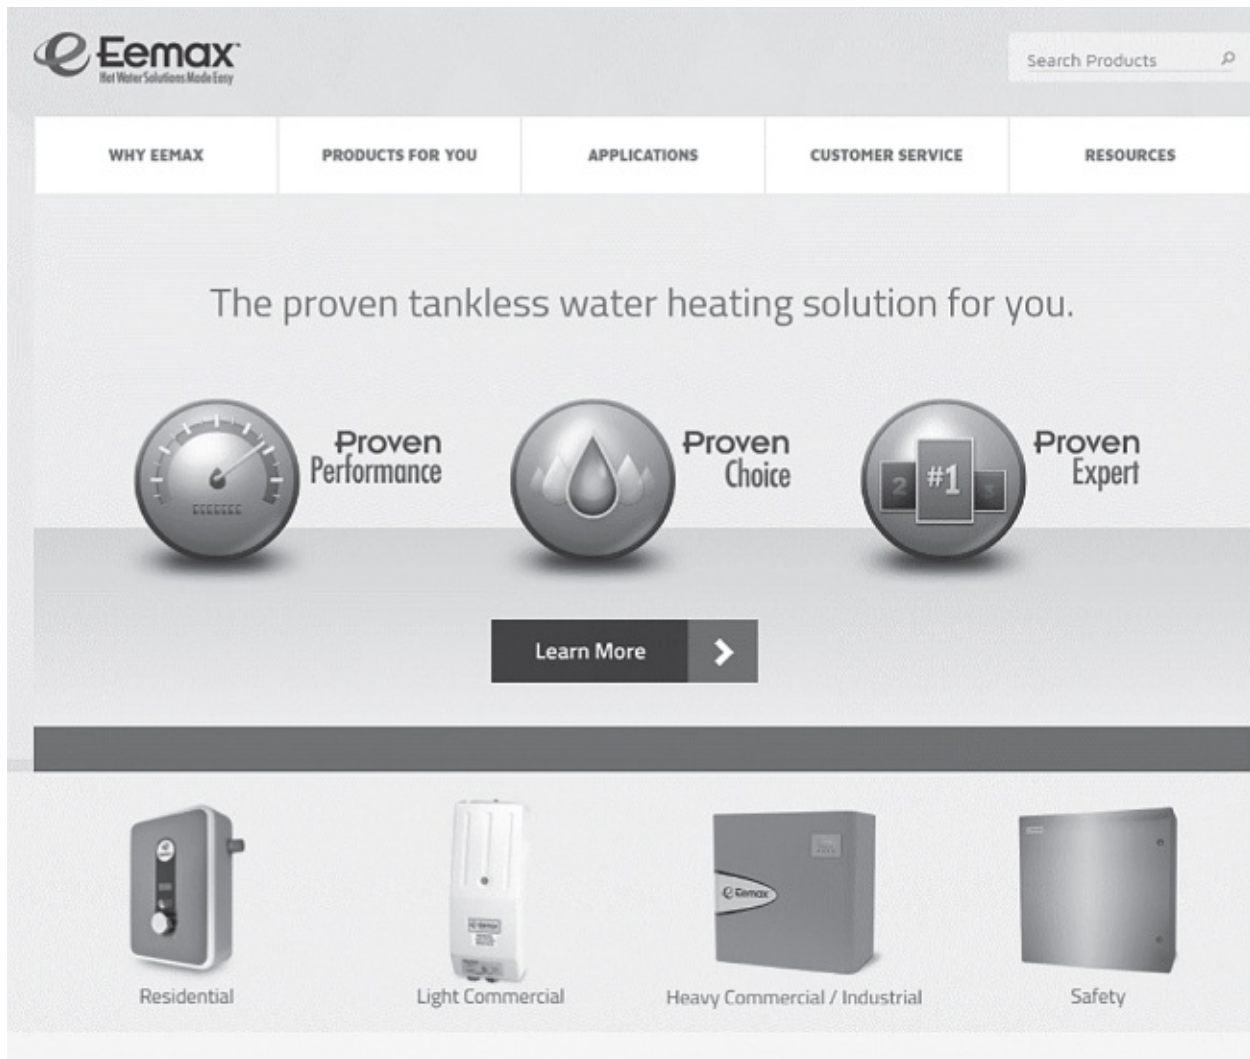 Eemax™
Hot Water Solutions Made Easy
Search Products
WHY EEMAX
PRODUCTS FOR YOU
APPLICATIONS
CUSTOMER SERVICE
RESOURCES
The proven tankless water heating solution for you.
Proven
Performance
Proven
Choice
2
#1
3
Proven
Expert
Learn More
Eemax
Residential
Light Commercial
Heavy Commercial / Industrial
Safety